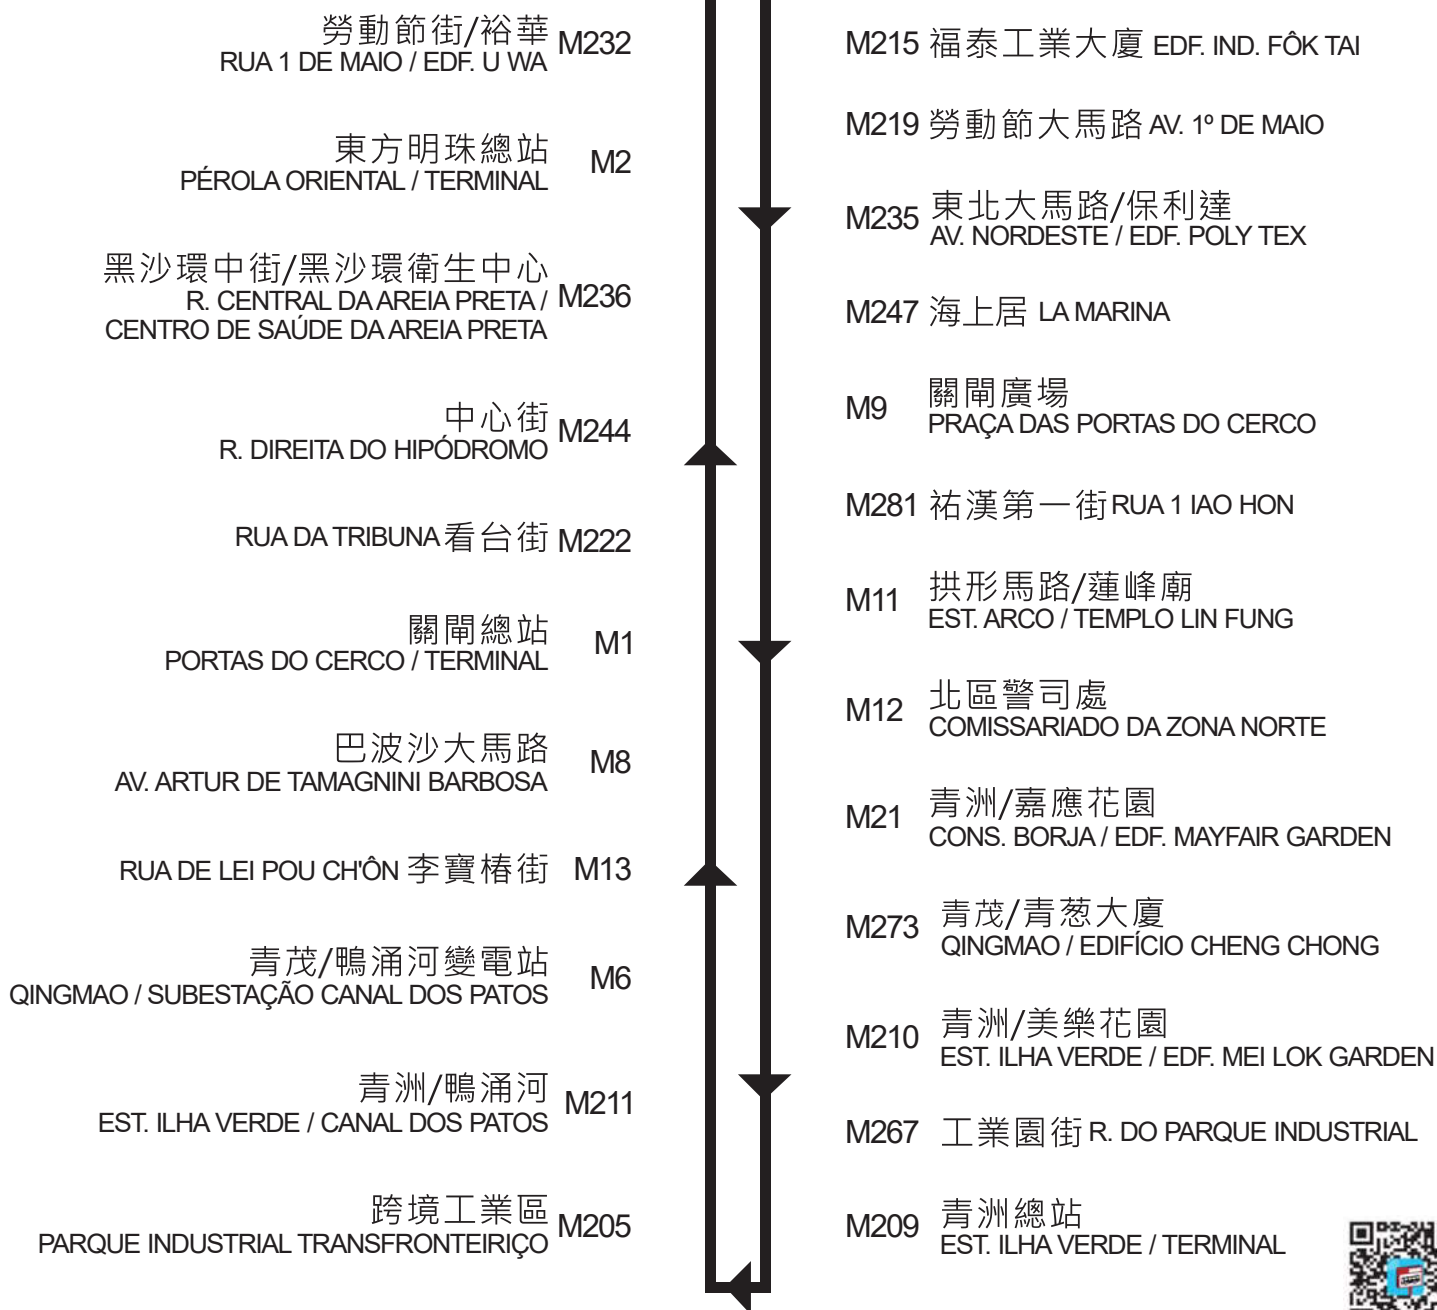 勞動節街/裕華
RUA 1 DE MAIO / EDF. U WA
M232
東方明珠總站
PÉROLA ORIENTAL / TERMINAL
M2
黑沙環中街/黑沙環衛生中心
R. CENTRAL DA AREIA PRETA /
CENTRO DE SAÚDE DA AREIA PRETA
M236
中心街
R. DIREITA DO HIPÓDROMO
M244
RUA DA TRIBUNA 看台街 M222
關閘總站
PORTAS DO CERCO / TERMINAL
M1
巴波沙大馬路
AV. ARTUR DE TAMAGNINI BARBOSA
M8
RUA DE LEI POU CH'ÔN 李寶椿街 M13
青茂/鴨涌河變電站
QINGMAO / SUBESTAÇÃO CANAL DOS PATOS
M6
青洲/鴨涌河
EST. ILHA VERDE / CANAL DOS PATOS
M211
跨境工業區
PARQUE INDUSTRIAL TRANSFRONTEIRIÇO
M205
M215 福泰工業大廈 EDF. IND. FÔK TAI
M219 勞動節大馬路 AV. 1º DE MAIO
M235
東北大馬路/保利達
AV. NORDESTE / EDF. POLY TEX
M247 海上居 LA MARINA
M9
關閘廣場
PRAÇA DAS PORTAS DO CERCO
M281 祐漢第一街 RUA 1 IAO HON
M11
拱形馬路/蓮峰廟
EST. ARCO / TEMPLO LIN FUNG
M12
北區警司處
COMISSARIADO DA ZONA NORTE
M21
青洲/嘉應花園
CONS. BORJA / EDF. MAYFAIR GARDEN
M273
青茂/青葱大廈
QINGMAO / EDIFÍCIO CHENG CHONG
M210
青洲/美樂花園
EST. ILHA VERDE / EDF. MEI LOK GARDEN
M267 工業園街 R. DO PARQUE INDUSTRIAL
M209
青洲總站
EST. ILHA VERDE / TERMINAL